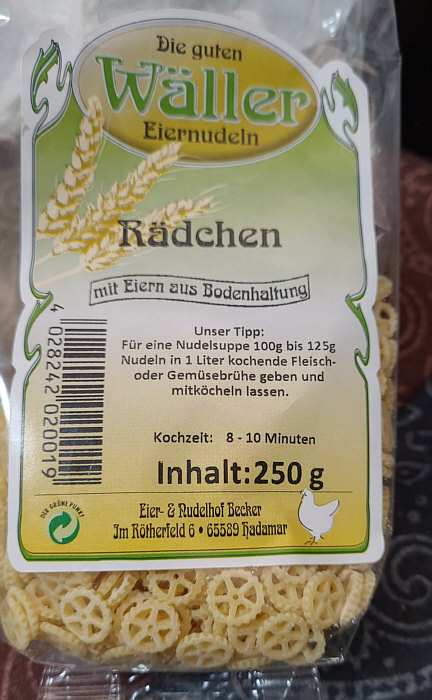 Die guten
Wäller
Eiernudeln
Rädchen
mit Eiern aus Bodenhaltung
Unser Tipp:
Für eine Nudelsuppe 100g bis 125g
Nudeln in 1 Liter kochende Fleisch-
oder Gemüsebrühe geben und
mitköcheln lassen.
4 028242 020019
Kochzeit: 8 - 10 Minuten
Inhalt:250 g
DER GRÜNE PUNKT
Eier- & Nudelhof Becker
Im Rötherfeld 6 • 65589 Hadamar